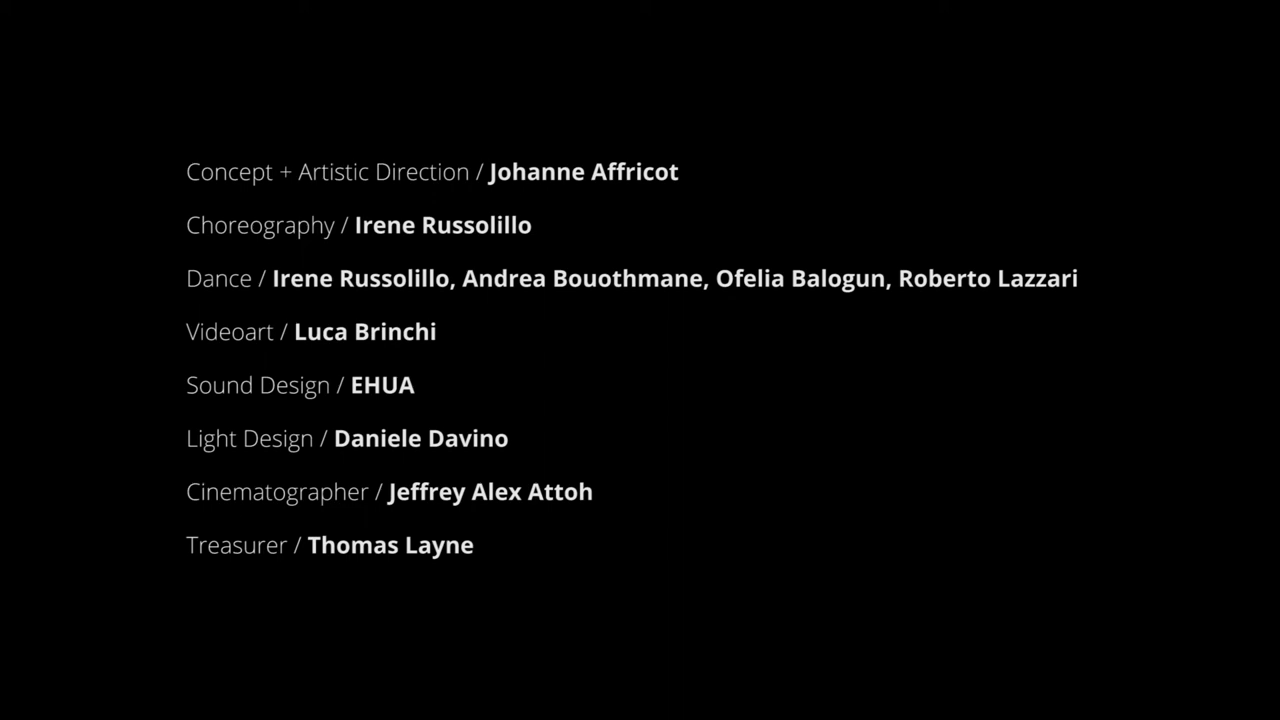 Concept + Artistic Direction / Johanne Affricot
Choreography / Irene Russolillo
Dance / Irene Russolillo, Andrea Bouothmane, Ofelia Balogun, Roberto Lazzari
Videoart / Luca Brinchi
Sound Design / EHUA
Light Design / Daniele Davino
Cinematographer / Jeffrey Alex Attoh
Treasurer / Thomas Layne